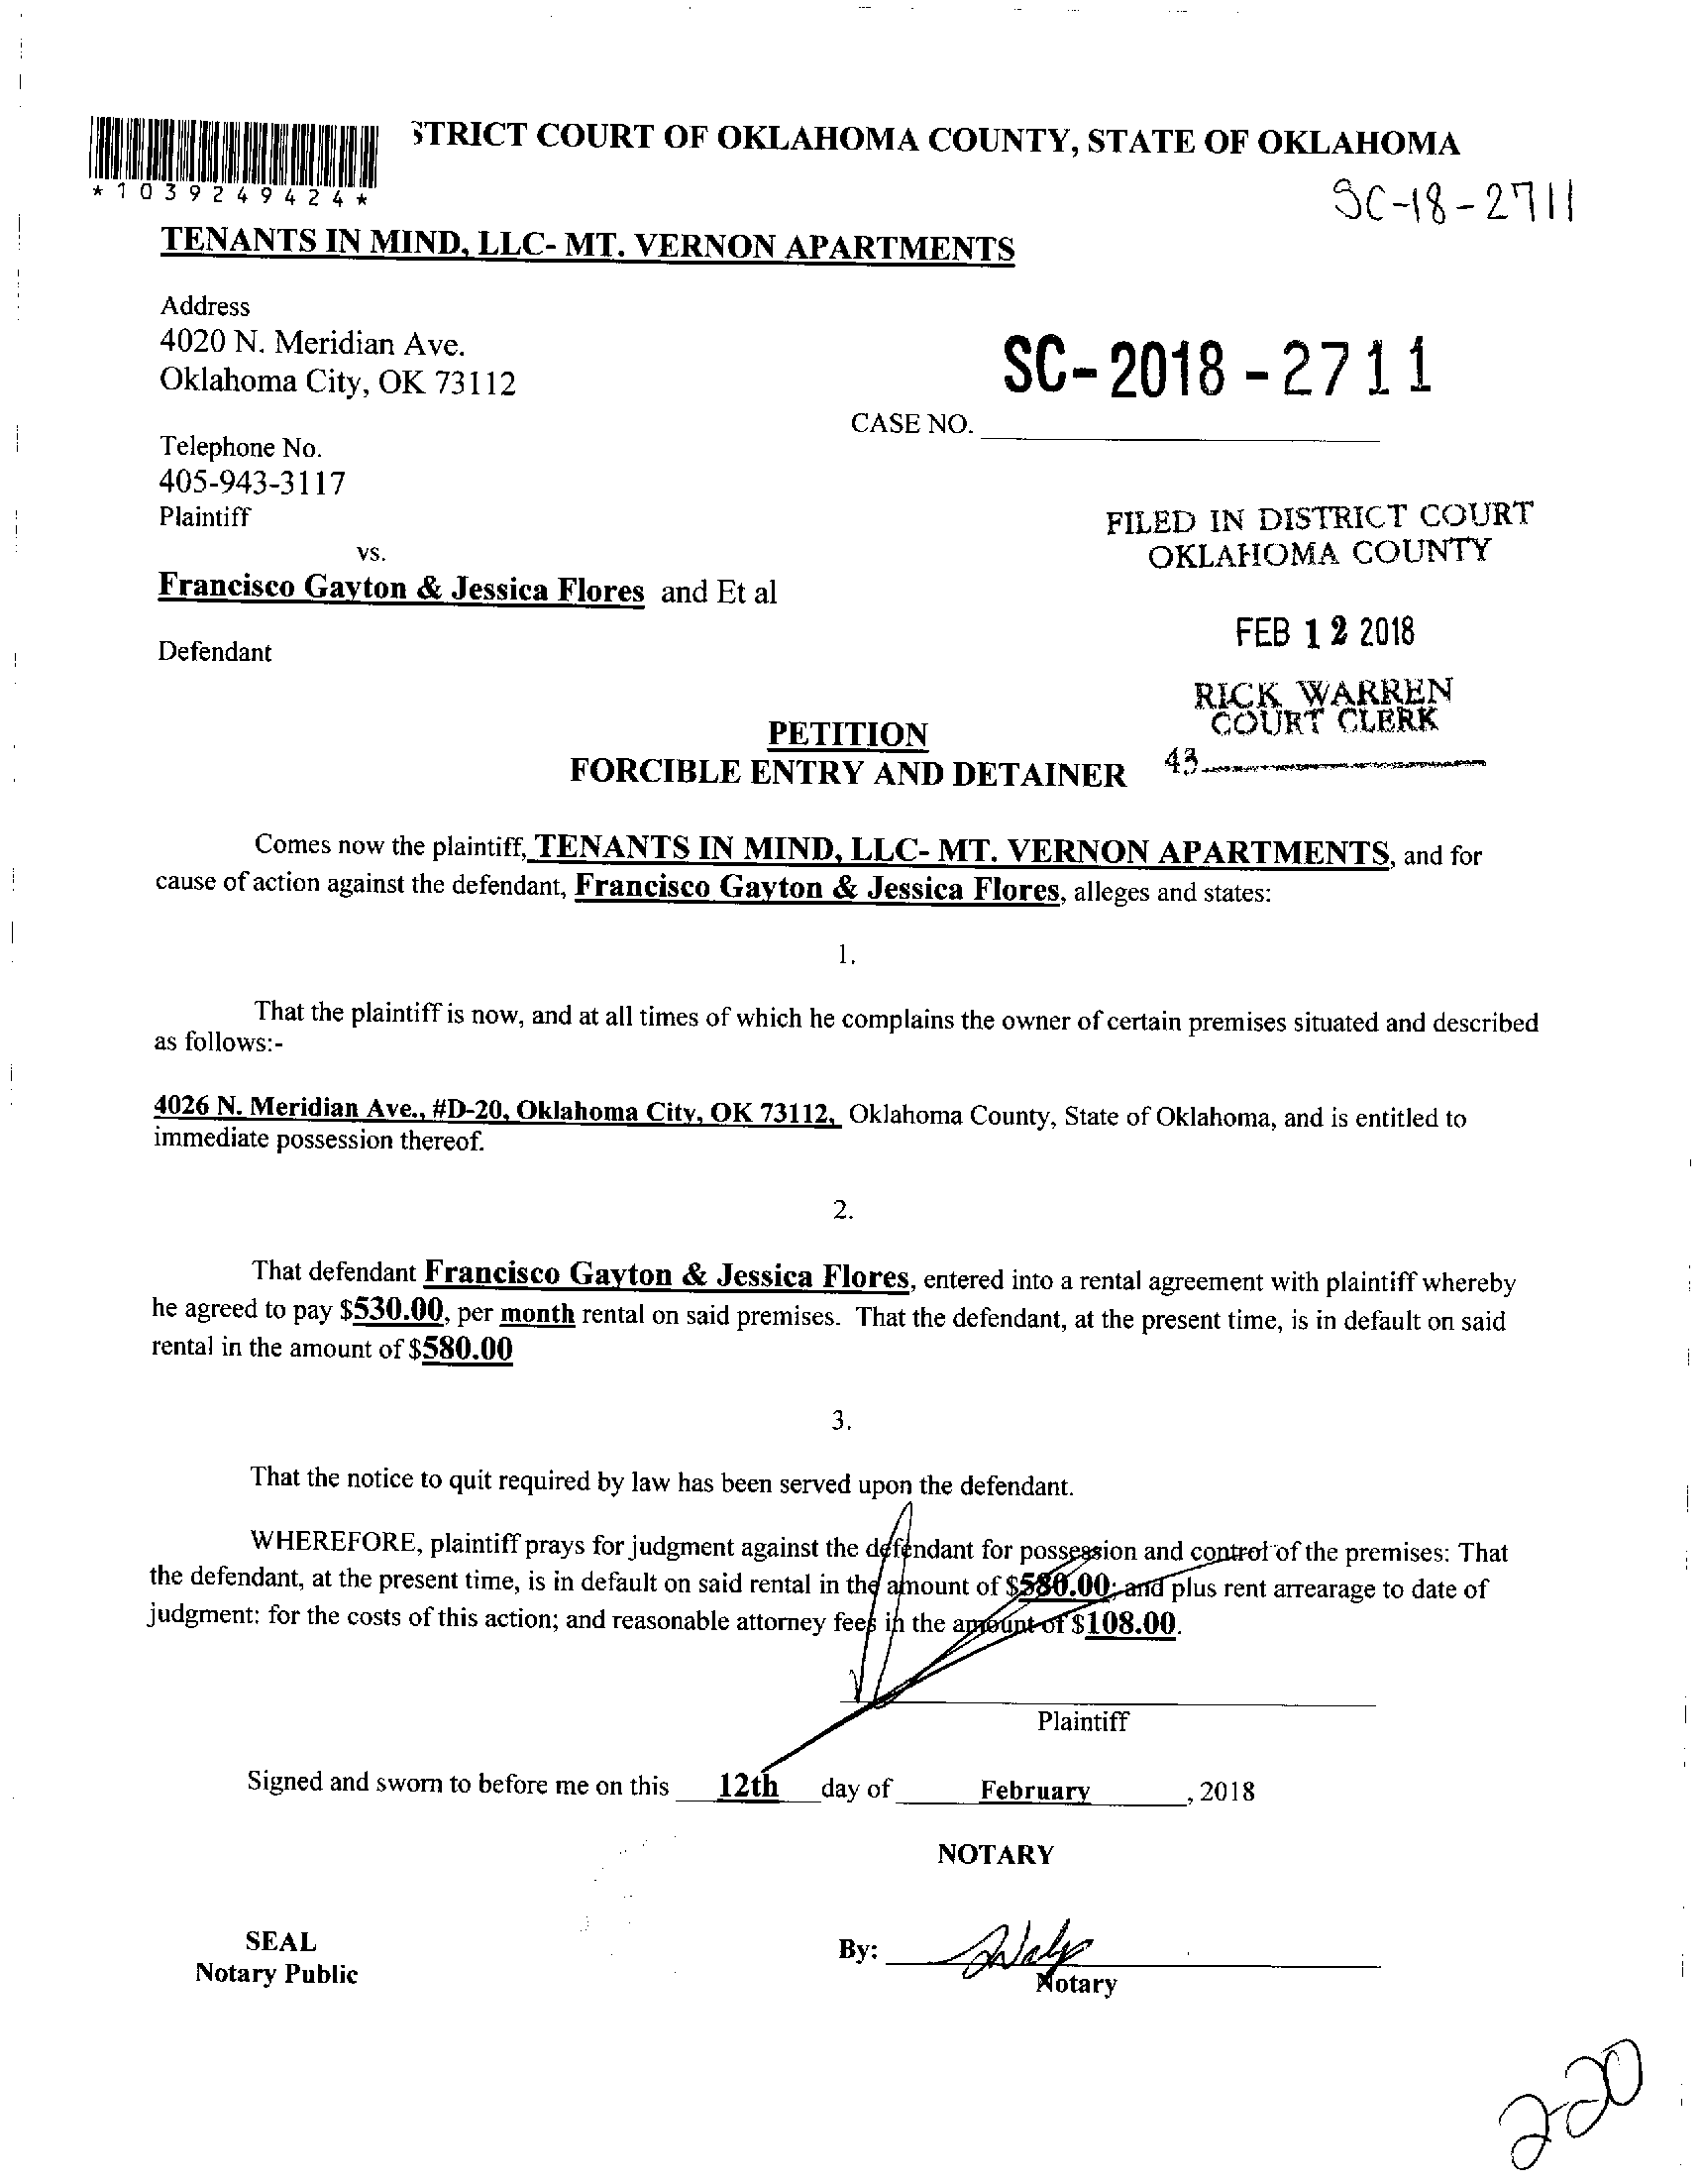 STRICT COURT OF OKLAHOMA COUNTY, STATE OF OKLAHOMA
*1039249424*
SC-18-2711
TENANTS IN MIND, LLC- MT. VERNON APARTMENTS
Address
4020 N. Meridian Ave.
Oklahoma City, OK 73112
SC-2018-2711
CASE NO.
Telephone No.
405-943-3117
Plaintiff
FILED IN DISTRICT COURT
OKLAHOMA COUNTY
vs.
Francisco Gayton & Jessica Flores and Et al
FEB 12 2018
Defendant
RICK WARREN
COURT CLERK
43
PETITION
FORCIBLE ENTRY AND DETAINER
Comes now the plaintiff, TENANTS IN MIND, LLC- MT. VERNON APARTMENTS, and for
cause of action against the defendant, Francisco Gayton & Jessica Flores, alleges and states:
1.
That the plaintiff is now, and at all times of which he complains the owner of certain premises situated and described
as follows:-
4026 N. Meridian Ave., #D-20, Oklahoma City, OK 73112, Oklahoma County, State of Oklahoma, and is entitled to
immediate possession thereof.
2.
That defendant Francisco Gayton & Jessica Flores, entered into a rental agreement with plaintiff whereby
he agreed to pay $530.00, per month rental on said premises. That the defendant, at the present time, is in default on said
rental in the amount of $580.00
3.
That the notice to quit required by law has been served upon the defendant.
WHEREFORE, plaintiff prays for judgment against the defendant for possession and control of the premises: That
the defendant, at the present time, is in default on said rental in the amount of $580.00; and plus rent arrearage to date of
judgment: for the costs of this action; and reasonable attorney fees in the amount of $108.00.
Plaintiff
Signed and sworn to before me on this 12th day of February, 2018
NOTARY
SEAL
Notary Public
By:
Notary
220